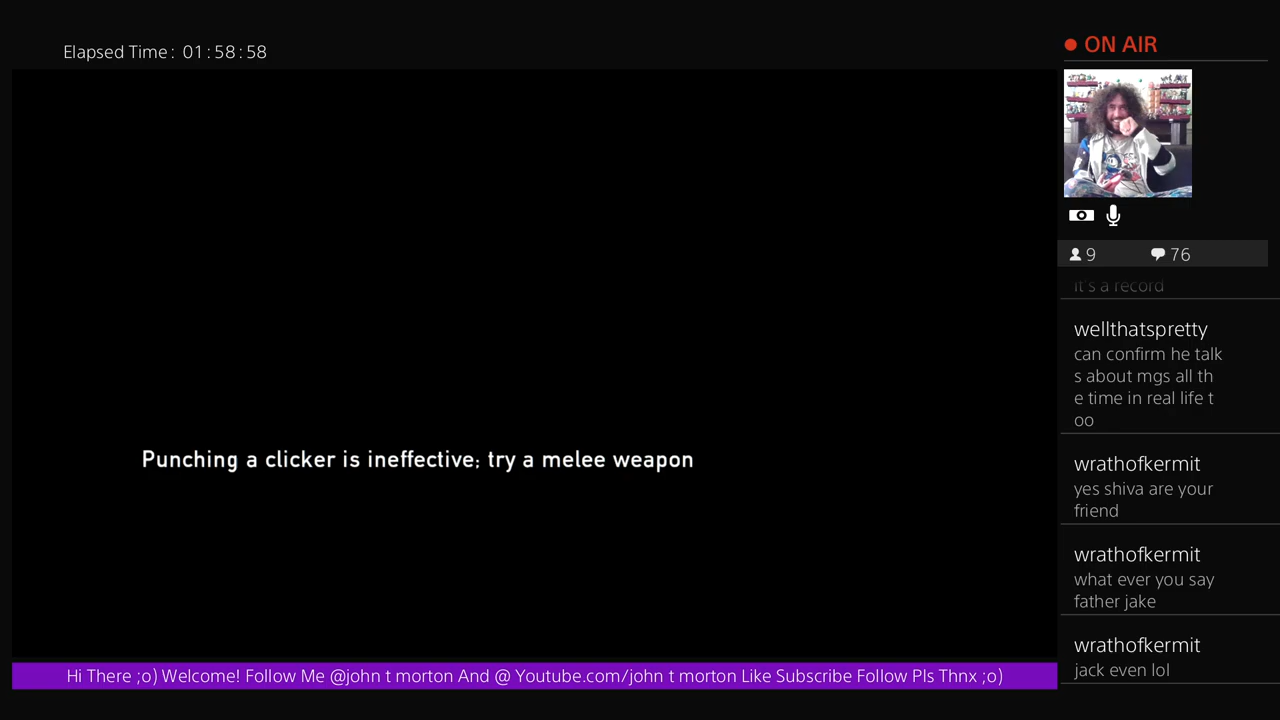 Elapsed Time: 01:58:58
ON AIR
9 76
it's a record
wellthatspretty
can confirm he talk
s about mgs all th
e time in real life t
oo
wrathofkermit
yes shiva are your
friend
wrathofkermit
what ever you say
father jake
wrathofkermit
jack even lol
Punching a clicker is ineffective; try a melee weapon
Hi There ;o) Welcome! Follow Me @john t morton And @ Youtube.com/john t morton Like Subscribe Follow Pls Thnx ;o)